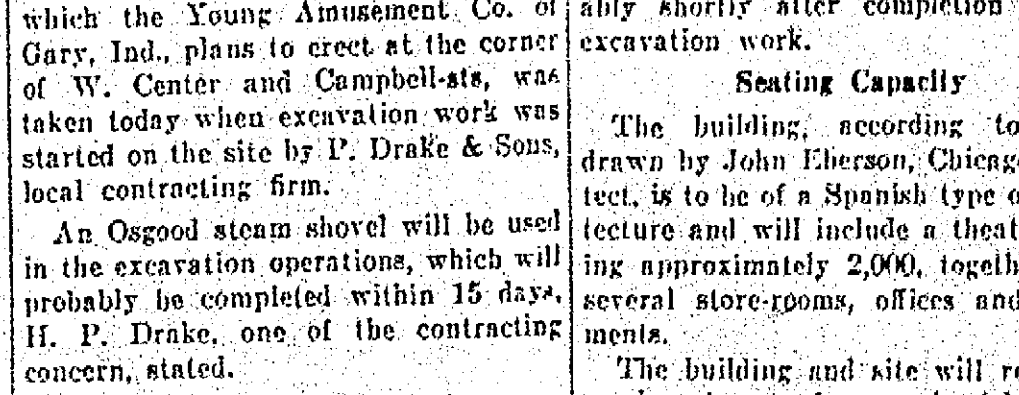 which the Young Amusement Co. of
Gary, Ind., plans to erect at the corner
of W. Center and Campbell-sts, was
taken today when excavation work was
started on the site by P. Drake & Sons,
local contracting firm.
An Osgood steam shovel will be used
in the excavation operations, which will
probably be completed within 15 days,
H. P. Drake, one of the contracting
concern, stated.
ably shortly after completion
excavation work.
Seating Capacity
The building, according to
drawn by John Eberson, Chicag
tect, is to be of a Spanish type o
tecture and will include a theat
ing approximately 2,000, togeth
several store-rooms, offices and
ments.
The building and site will re